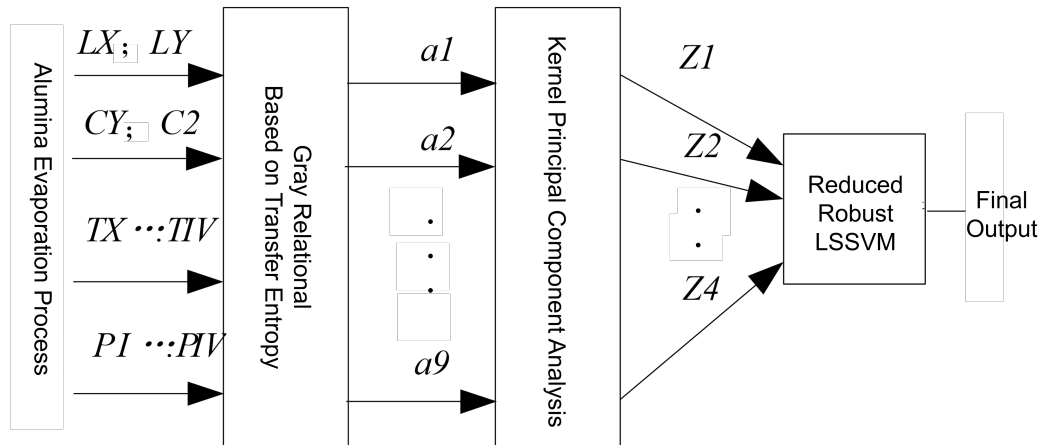 Alumina Evaporation Process
LX; LY
CY; C2
TX ···:TIV
PI ···:PIV
Gray Relational
Based on Transfer Entropy
a1
a2
a9
Kernel Principal Component Analysis
Z1
Z2
Z4
Reduced
Robust
LSSVM
Final
Output